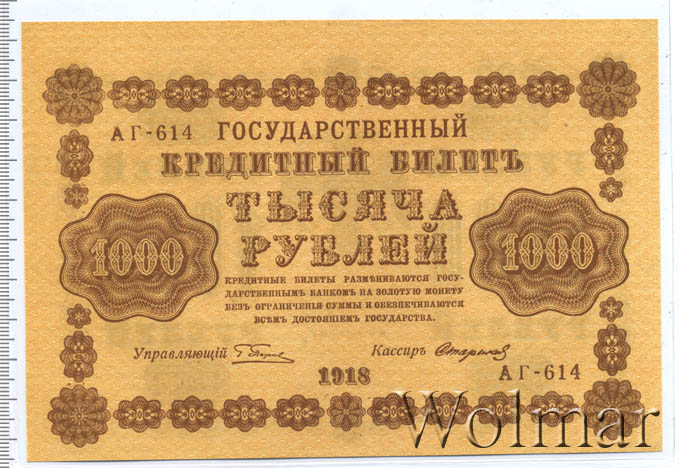 АГ-614 ГОСУДАРСТВЕННЫЙ
КРЕДИТНЫЙ БИЛЕТЪ
ТЫСЯЧА
РУБЛЕЙ
1000 1000
КРЕДИТНЫЕ БИЛЕТЫ РАЗМѢНИВАЮТСЯ ГОСУ-
ДАРСТВЕННЫМЪ БАНКОМЪ НА ЗОЛОТУЮ МОНЕТУ
БЕЗЪ ОГРАНИЧЕНІЯ СУММЫ И ОБЕЗПЕЧИВАЮТСЯ
ВСѢМЪ ДОСТОЯНІЕМЪ ГОСУДАРСТВА.
Управляющій Кассиръ
1918
АГ-614
Wolmar